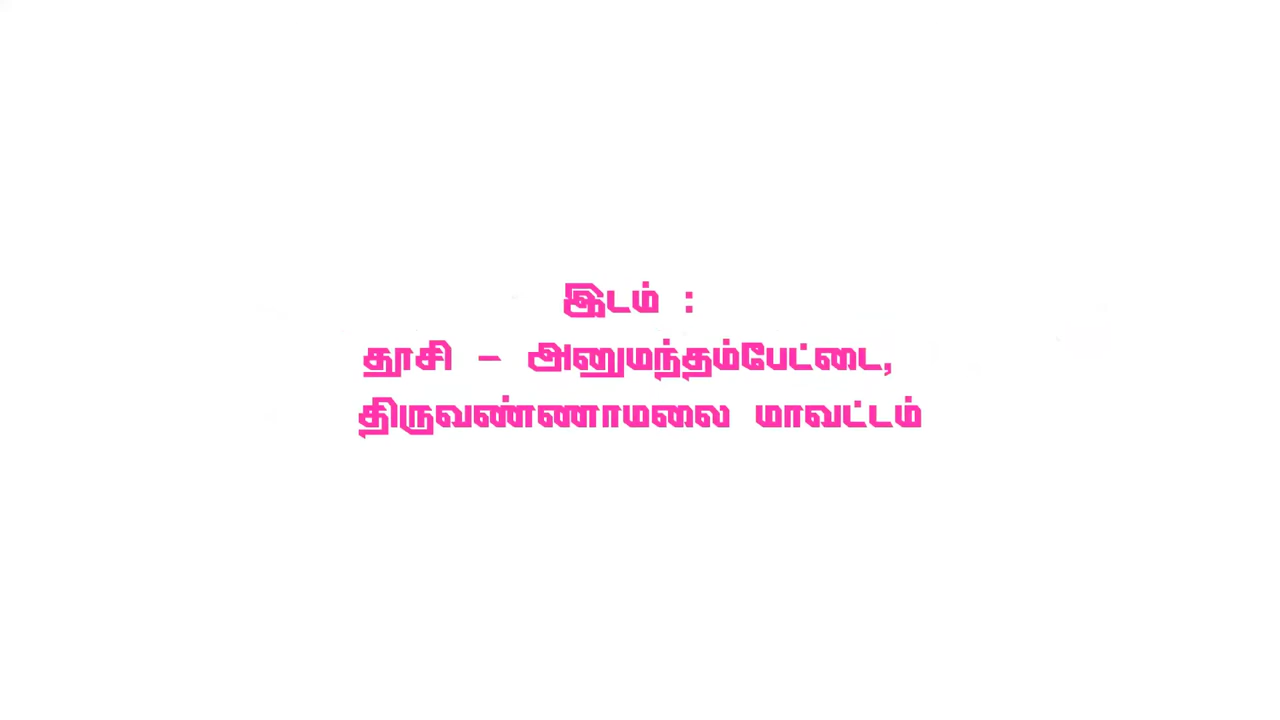 இடம் :
தூசி – அனுமந்தம்பேட்டை,
திருவண்ணாமலை மாவட்டம்